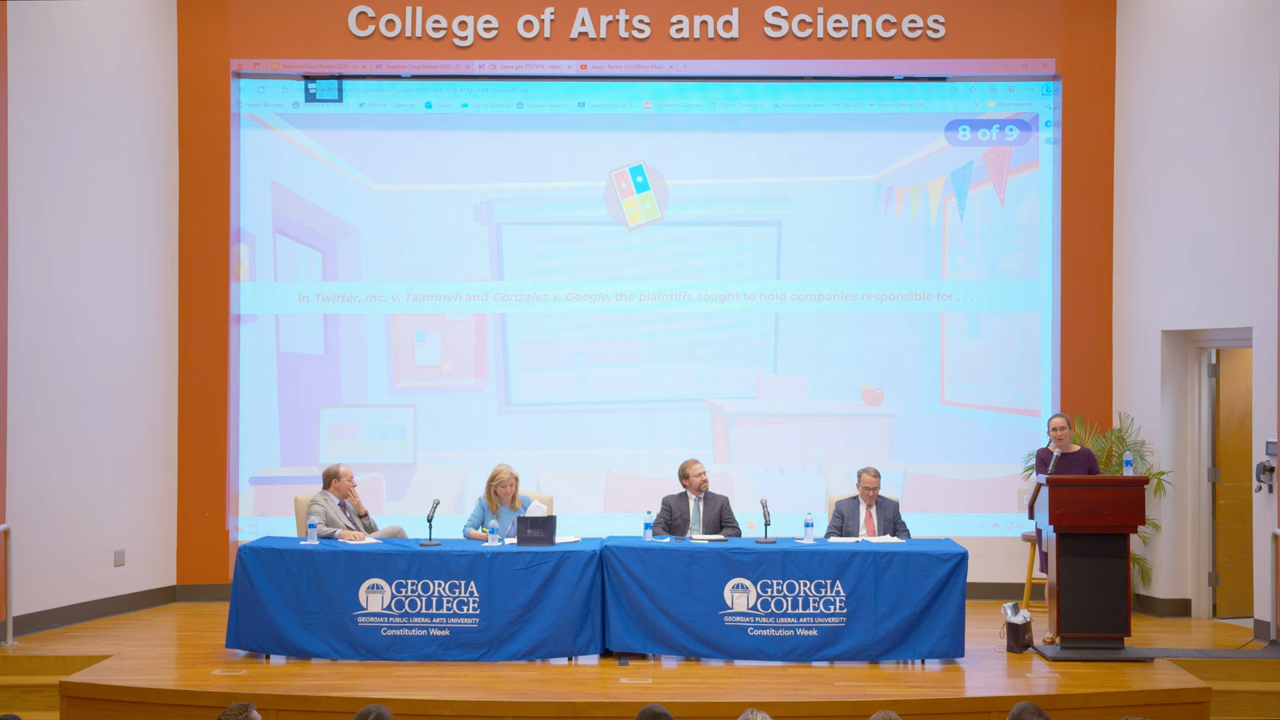 College of Arts and Sciences
8 of 9
In Twitter, Inc. v. Taamneh and Gonzalez v. Google, the plaintiffs sought to hold companies responsible for . . .
GEORGIA
COLLEGE
GEORGIA'S PUBLIC LIBERAL ARTS UNIVERSITY
Constitution Week
GEORGIA
COLLEGE
GEORGIA'S PUBLIC LIBERAL ARTS UNIVERSITY
Constitution Week